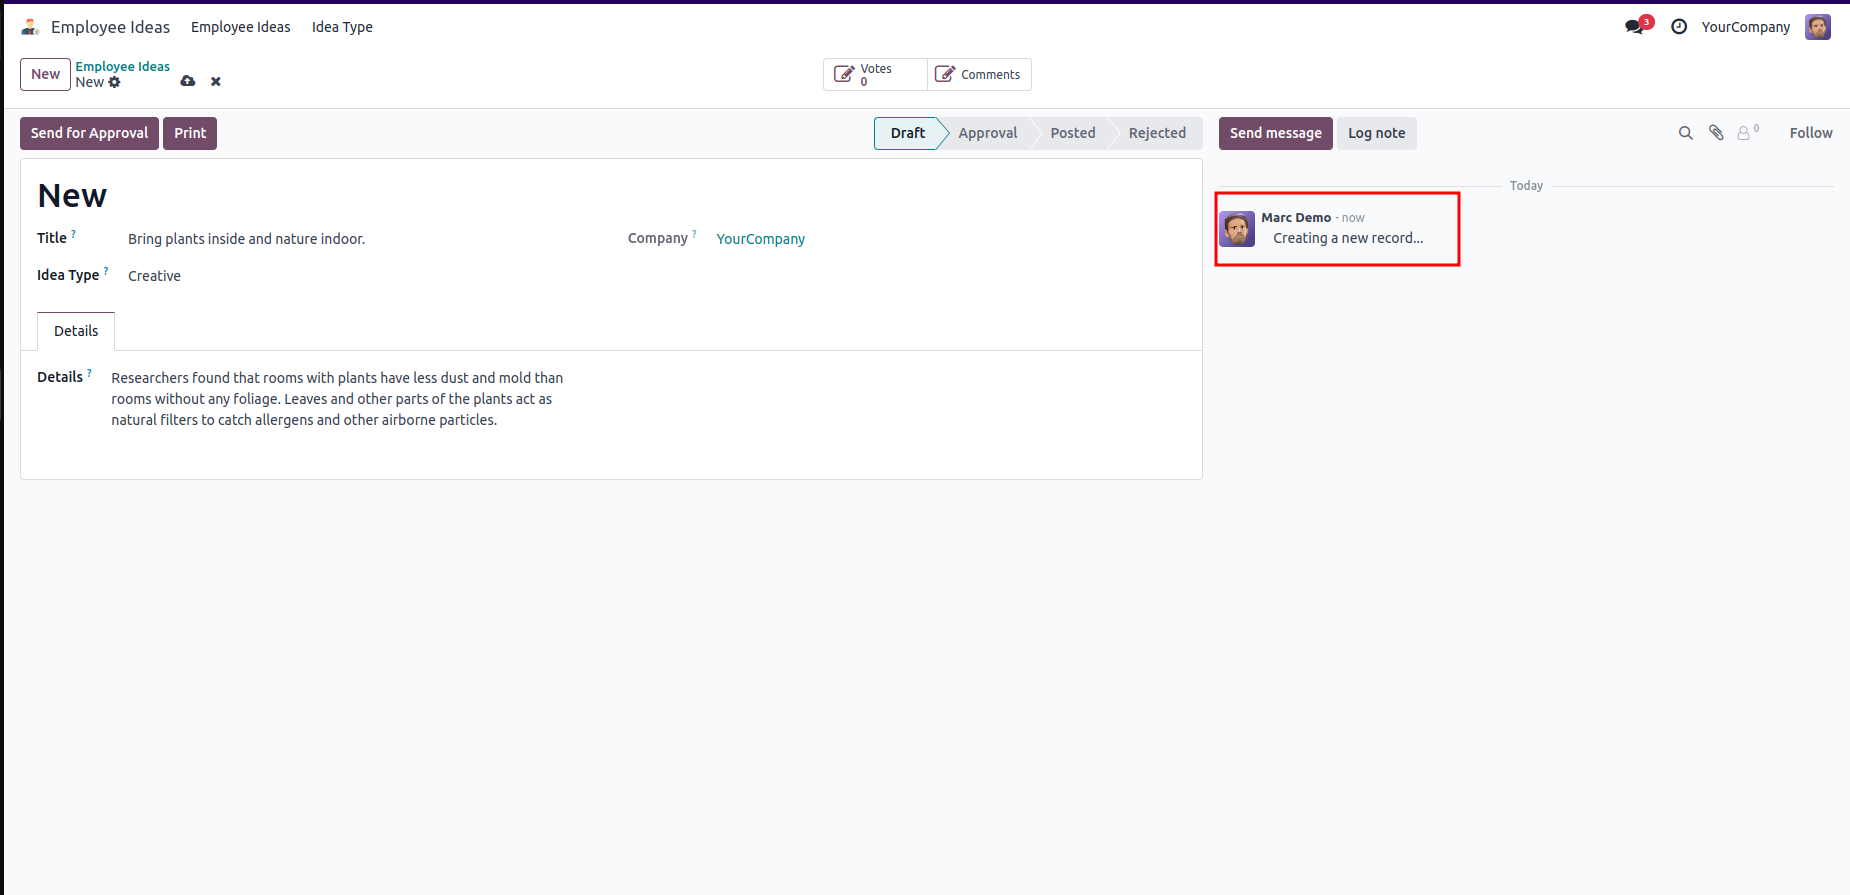 Employee Ideas Employee Ideas Idea Type 3 YourCompany
New Employee Ideas
New
Votes
0
Comments
Send for Approval Print Draft Approval Posted Rejected Send message Log note 0 Follow
Today
New
Marc Demo - now
Creating a new record...
Title ? Bring plants inside and nature indoor. Company ? YourCompany
Idea Type ? Creative
Details
Details ? Researchers found that rooms with plants have less dust and mold than
rooms without any foliage. Leaves and other parts of the plants act as
natural filters to catch allergens and other airborne particles.